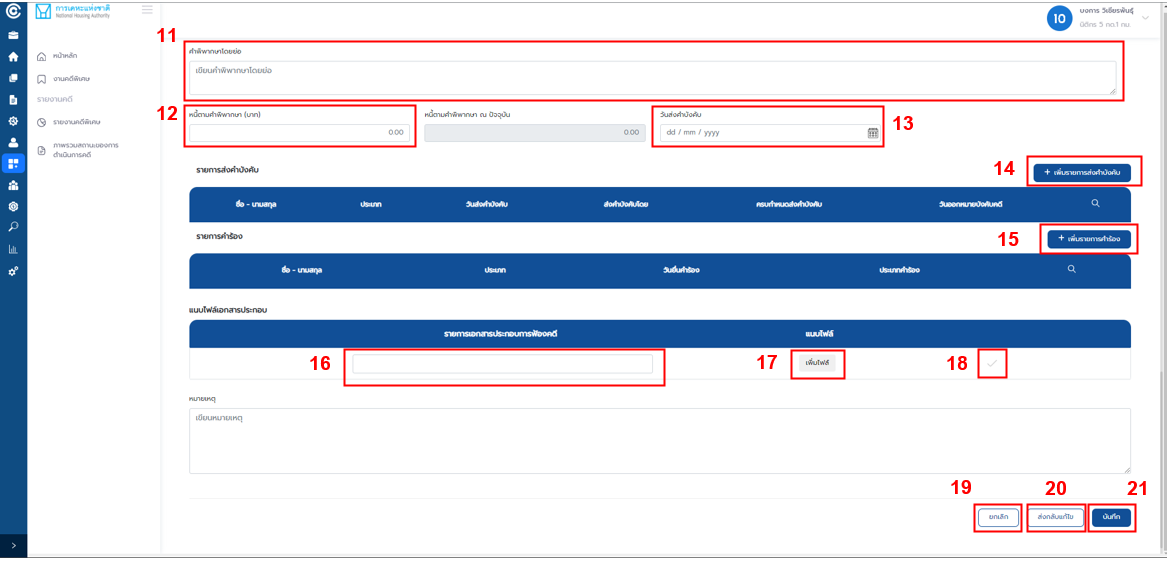 การเคหะแห่งชาติ
National Housing Authority
10
บงการ วิเชียรพันธุ์
นิติกร 5 กด.1 กม.
หน้าหลัก
งานคดีพิเศษ
รายงานคดี
รายงานคดีพิเศษ
ภาพรวมสถานะของการ
ดำเนินการคดี
11
คำพิพากษาโดยย่อ
เขียนคำพิพากษาโดยย่อ
12
หนี้ตามคำพิพากษา (บาท)
0.00
หนี้ตามคำพิพากษา ณ ปัจจุบัน
0.00
วันส่งคำบังคับ
dd / mm / yyyy
13
รายการส่งคำบังคับ
14
+ เพิ่มรายการส่งคำบังคับ
ชื่อ - นามสกุล ประเภท วันส่งคำบังคับ ส่งคำบังคับโดย ครบกำหนดส่งคำบังคับ วันออกหมายบังคับคดี
รายการคำร้อง
15
+ เพิ่มรายการคำร้อง
ชื่อ - นามสกุล ประเภท วันยื่นคำร้อง ประเภทคำร้อง
แนบไฟล์เอกสารประกอบ
รายการเอกสารประกอบการฟ้องคดี แนบไฟล์
16
17
เพิ่มไฟล์
18
หมายเหตุ
เขียนหมายเหตุ
19
20
21
ยกเลิก
ส่งกลับแก้ไข
บันทึก